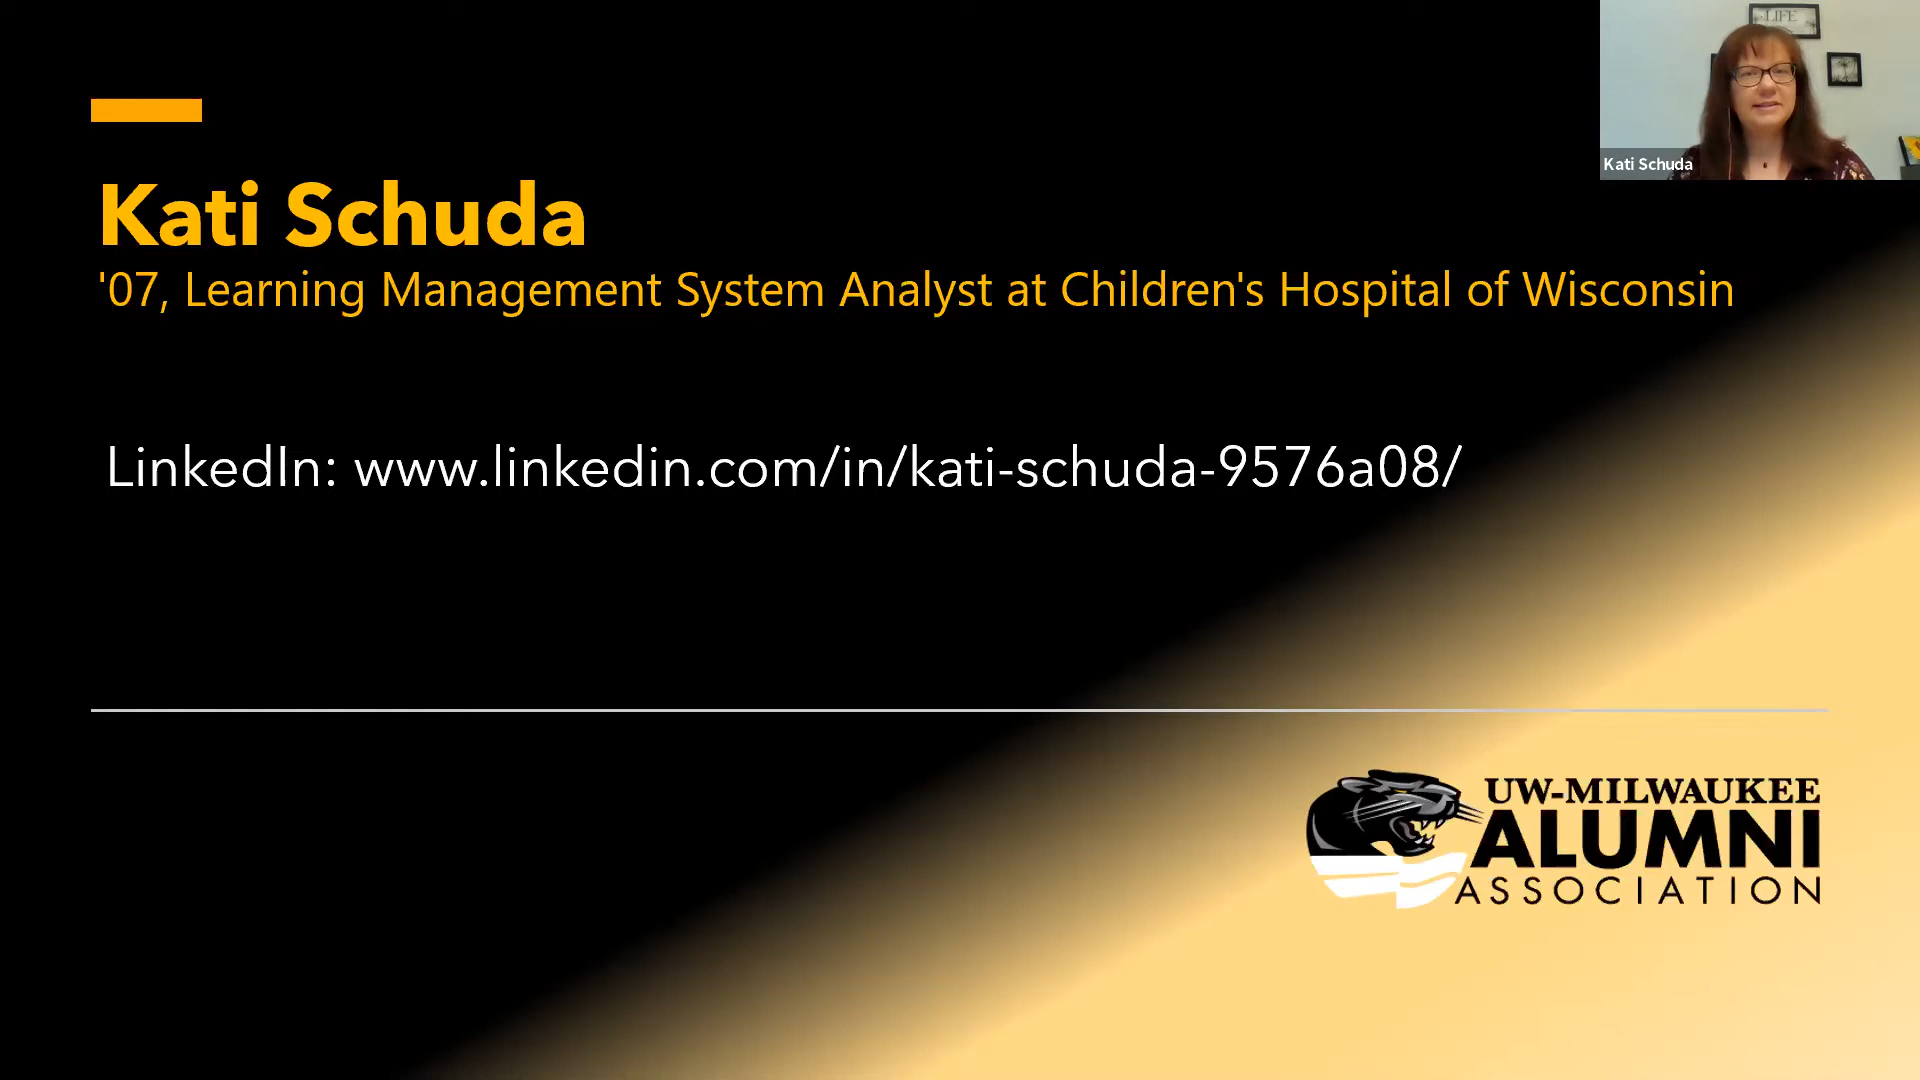 LIFE
Kati Schuda
Kati Schuda
'07, Learning Management System Analyst at Children's Hospital of Wisconsin
LinkedIn: www.linkedin.com/in/kati-schuda-9576a08/
UW-MILWAUKEE
ALUMNI
ASSOCIATION